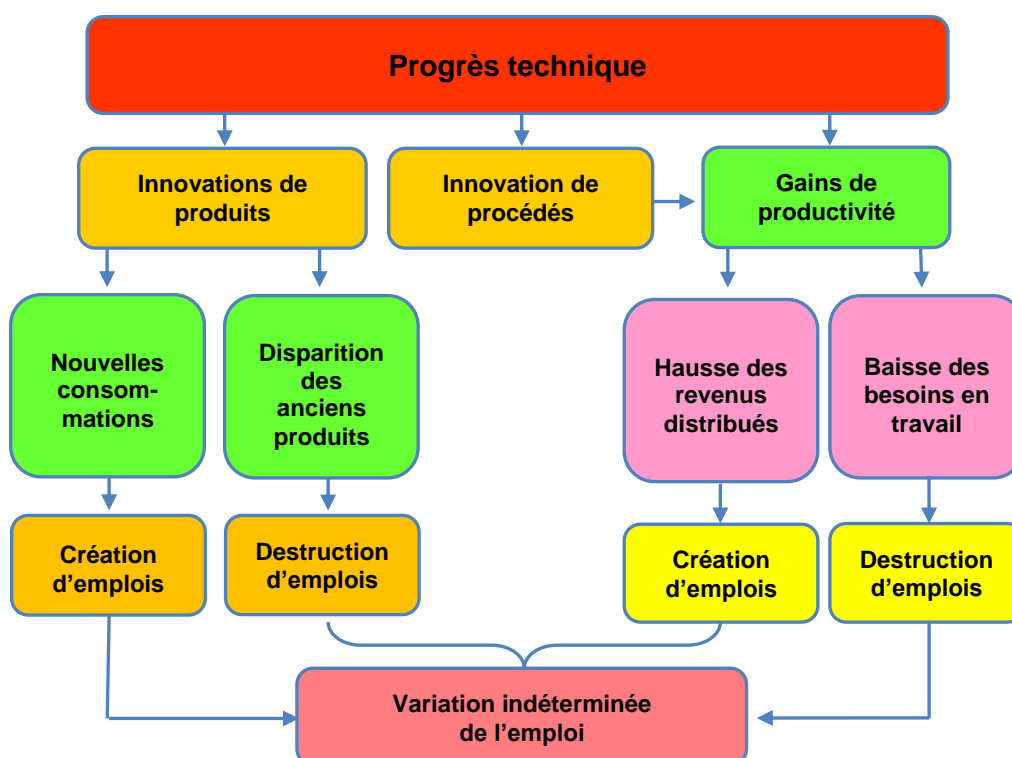 Progrès technique
Innovations de
produits
Innovation de
procédés
Gains de
productivité
Nouvelles
consom-
mations
Disparition
des
anciens
produits
Hausse des
revenus
distribués
Baisse des
besoins en
travail
Création
d’emplois
Destruction
d’emplois
Création
d’emplois
Destruction
d’emplois
Variation indéterminée
de l’emploi